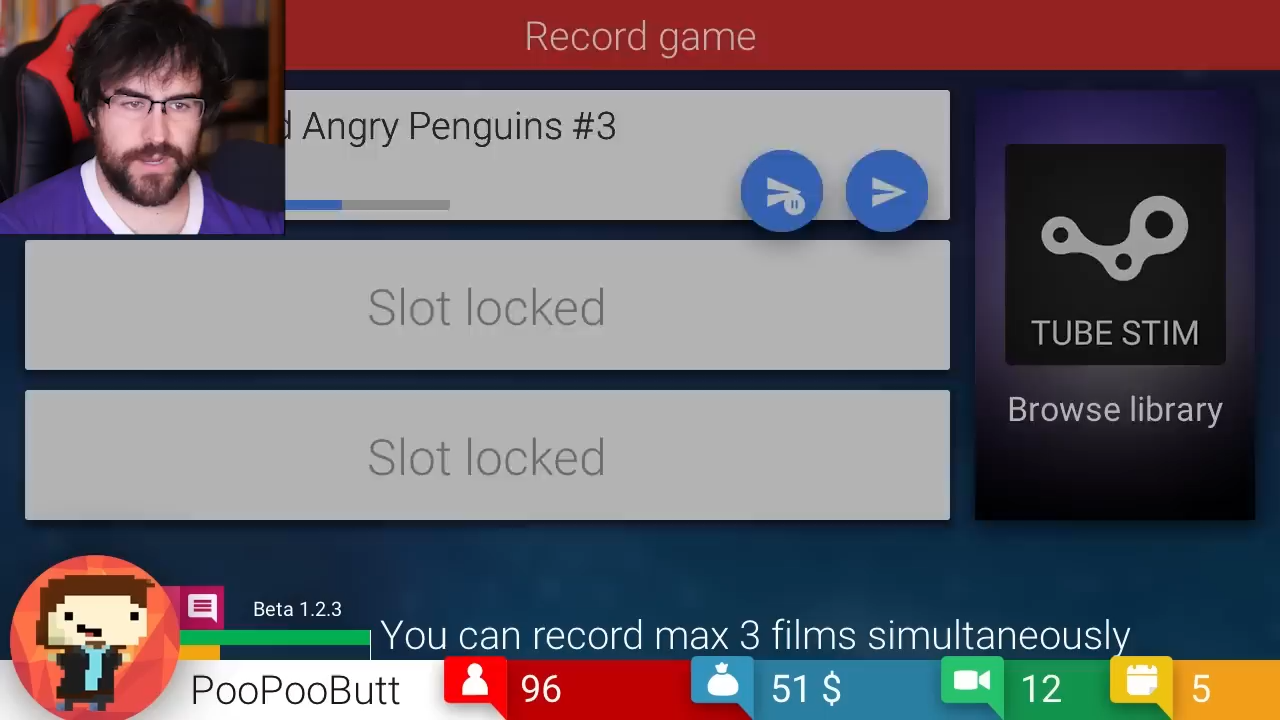 Record game
Angry Penguins #3
Slot locked
TUBE STIM
Browse library
Slot locked
Beta 1.2.3
You can record max 3 films simultaneously
PooPooButt
96
51 $
12
5